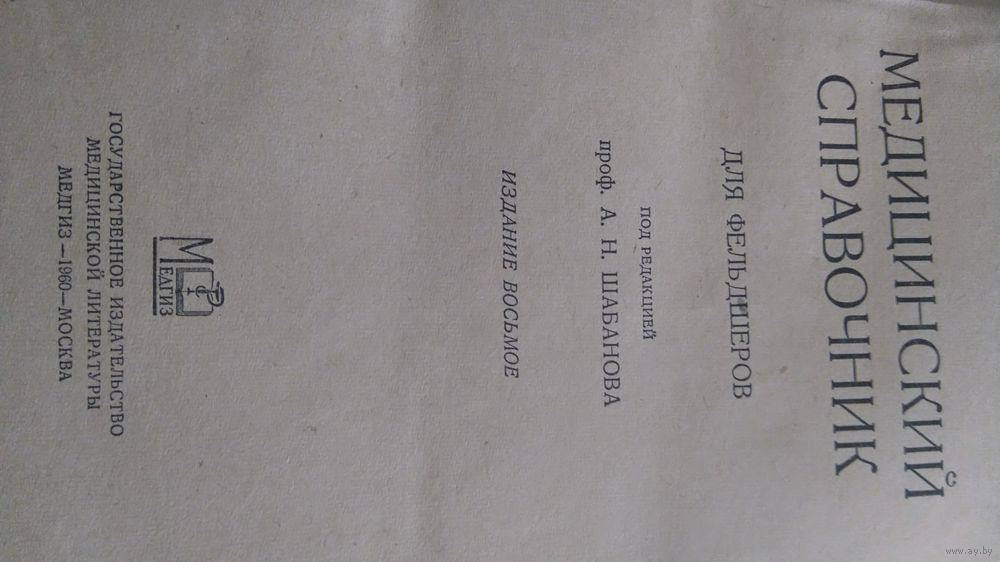 МЕДИЦИНСКИЙ
СПРАВОЧНИК
ДЛЯ ФЕЛЬДШЕРОВ
ПОД РЕДАКЦИЕЙ
проф. А. Н. ШАБАНОВА
ИЗДАНИЕ ВОСЬМОЕ
МЕДГИЗ
ГОСУДАРСТВЕННОЕ ИЗДАТЕЛЬСТВО
МЕДИЦИНСКОЙ ЛИТЕРАТУРЫ
МЕДГИЗ—1960—МОСКВА
www.ay.by